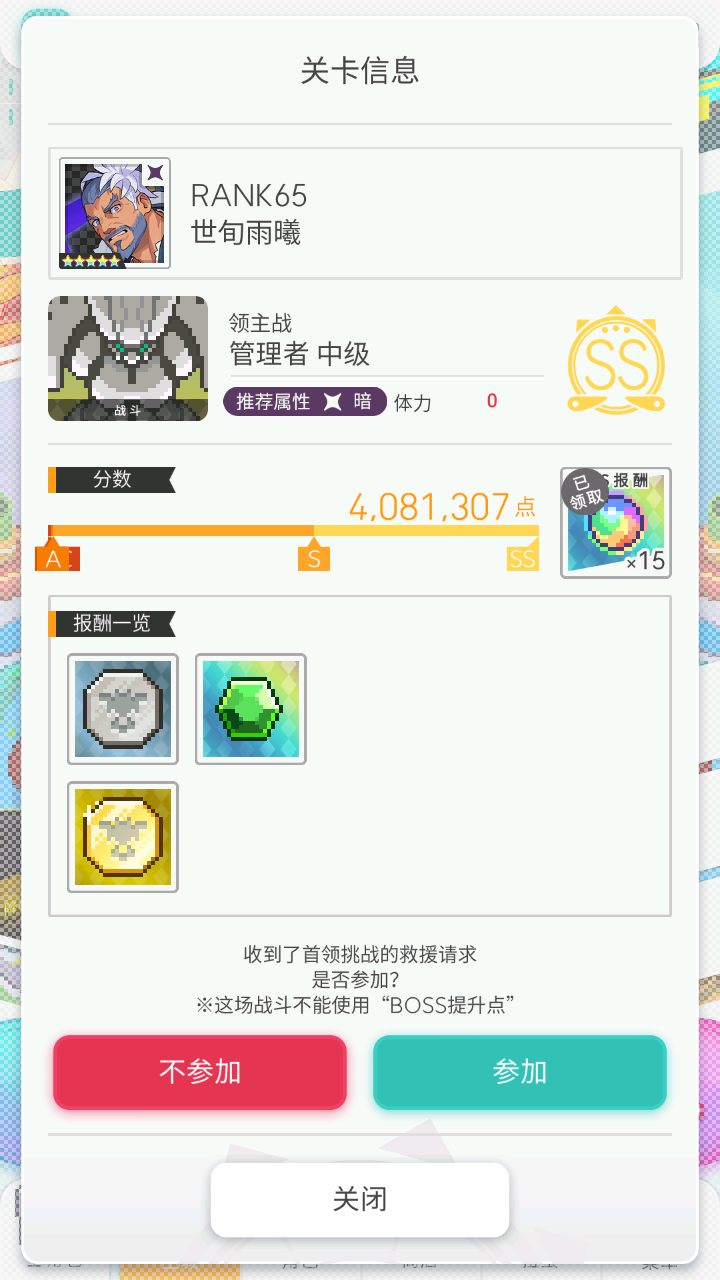 关卡信息
RANK65
世旬雨曦
领主战
管理者 中级
战斗
推荐属性 暗 体力 0
SS
分数
4,081,307点
已领取
报酬
×15
A
S
SS
报酬一览
收到了首领挑战的救援请求
是否参加?
※这场战斗不能使用“BOSS提升点”
不参加
参加
关闭